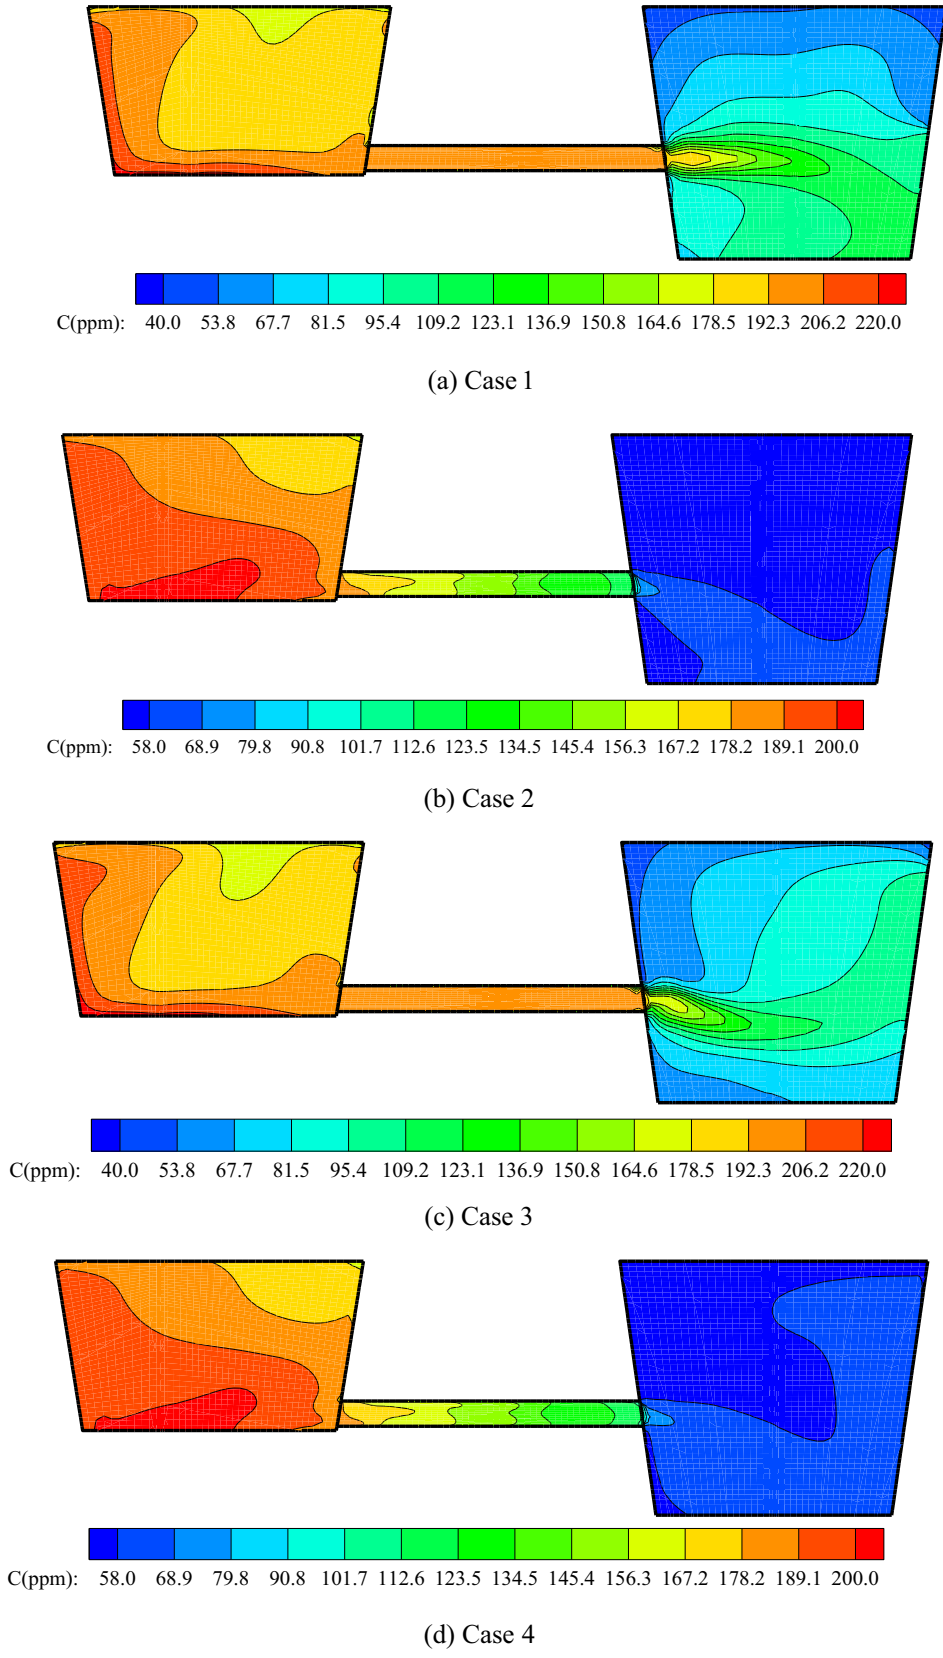 C(ppm): 40.0 53.8 67.7 81.5 95.4 109.2 123.1 136.9 150.8 164.6 178.5 192.3 206.2 220.0
(a) Case 1
C(ppm): 58.0 68.9 79.8 90.8 101.7 112.6 123.5 134.5 145.4 156.3 167.2 178.2 189.1 200.0
(b) Case 2
C(ppm): 40.0 53.8 67.7 81.5 95.4 109.2 123.1 136.9 150.8 164.6 178.5 192.3 206.2 220.0
(c) Case 3
C(ppm): 58.0 68.9 79.8 90.8 101.7 112.6 123.5 134.5 145.4 156.3 167.2 178.2 189.1 200.0
(d) Case 4